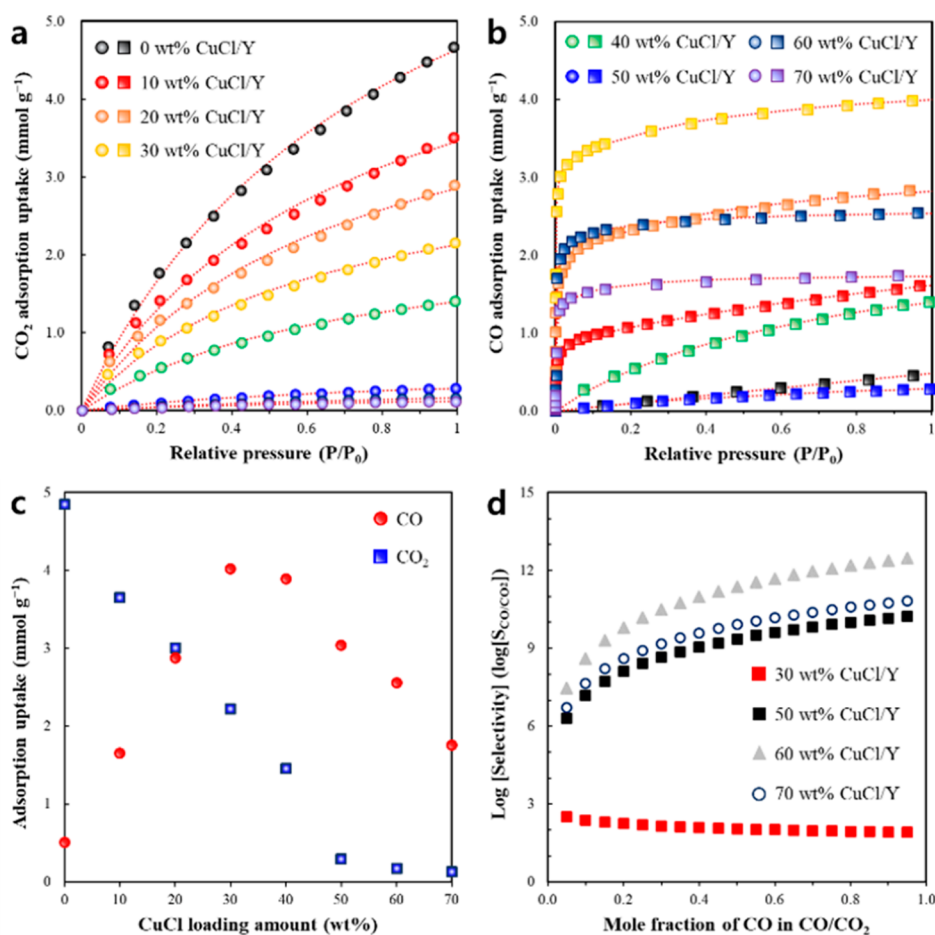 a
5.0
4.0
3.0
2.0
1.0
0.0
CO₂ adsorption uptake (mmol g⁻¹)
0 wt% CuCl/Y
10 wt% CuCl/Y
20 wt% CuCl/Y
30 wt% CuCl/Y
0 0.2 0.4 0.6 0.8 1
Relative pressure (P/P₀)
b
5.0
4.0
3.0
2.0
1.0
0.0
CO adsorption uptake (mmol g⁻¹)
40 wt% CuCl/Y 60 wt% CuCl/Y
50 wt% CuCl/Y 70 wt% CuCl/Y
0 0.2 0.4 0.6 0.8 1
Relative pressure (P/P₀)
c
5
4
3
2
1
0
Adsorption uptake (mmol g⁻¹)
CO
CO₂
0 10 20 30 40 50 60 70
CuCl loading amount (wt%)
d
15
12
9
6
3
0
Log [Selectivity] (log[S_CO/CO₂])
30 wt% CuCl/Y
50 wt% CuCl/Y
60 wt% CuCl/Y
70 wt% CuCl/Y
0.0 0.2 0.4 0.6 0.8 1.0
Mole fraction of CO in CO/CO₂